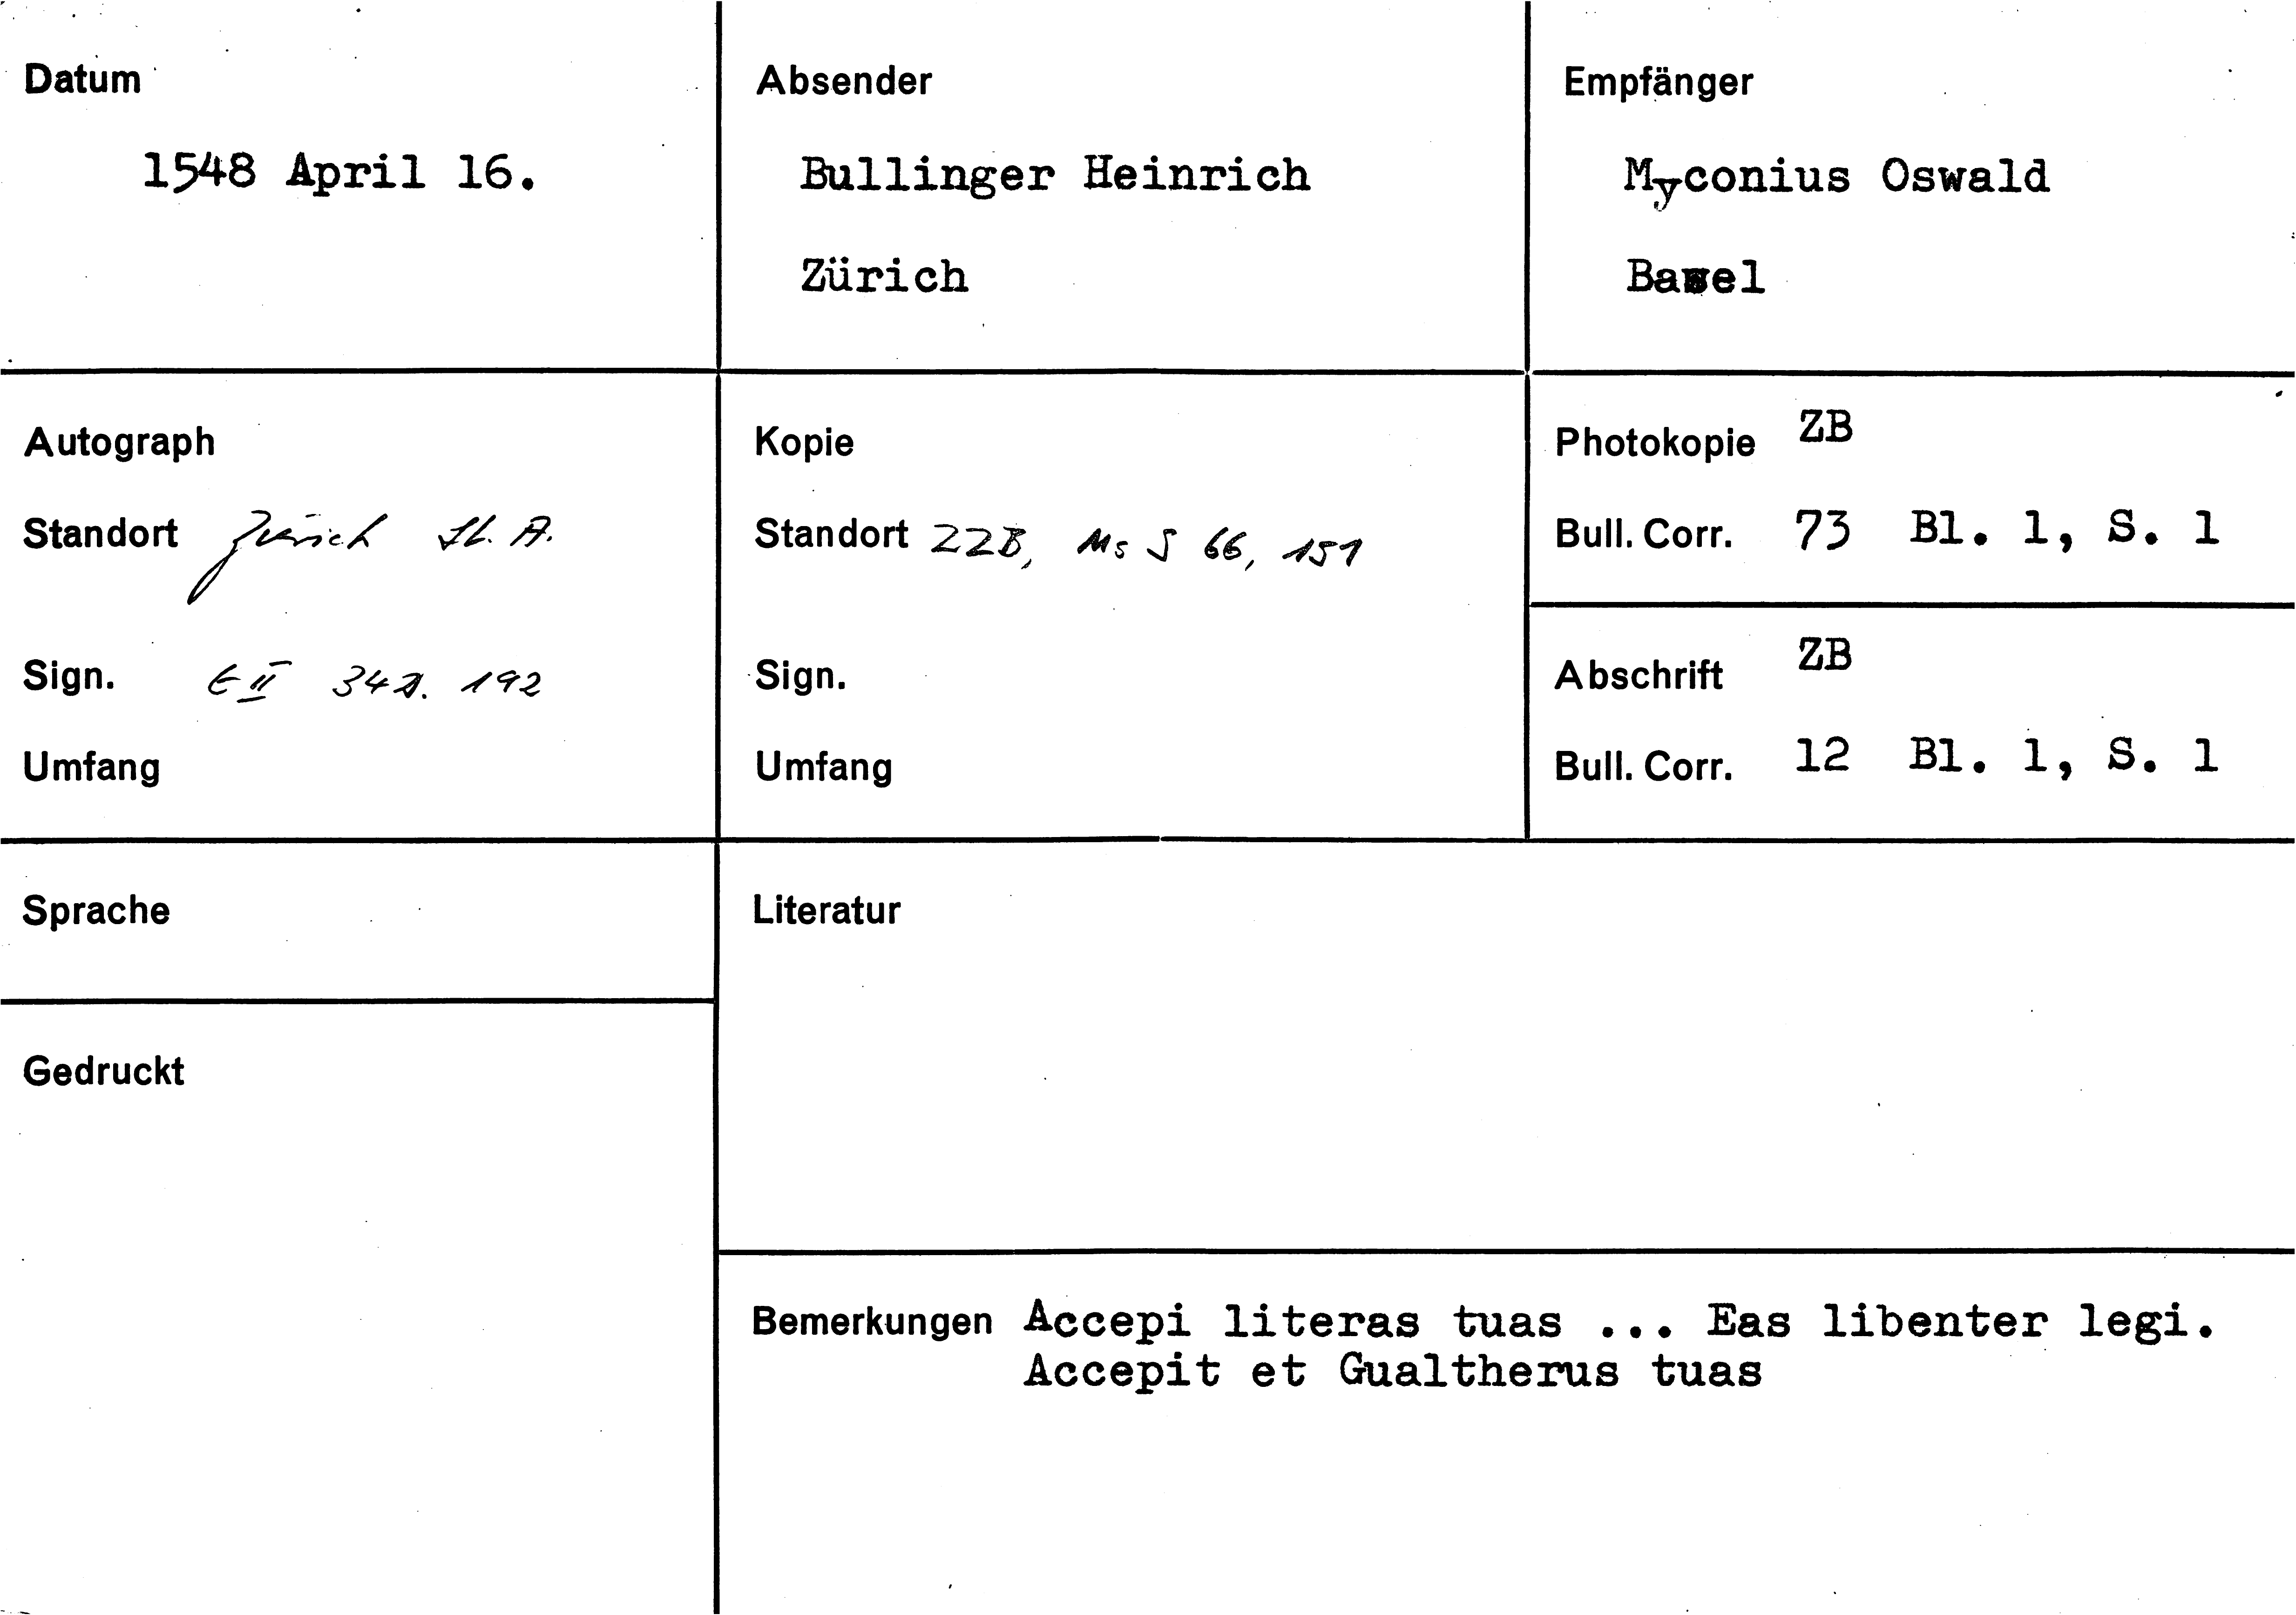 Datum
1548 April 16.
Absender
Bullinger Heinrich
Zürich
Empfänger
Myconius Oswald
Basel
Autograph
Standort Zürich St. A.
Sign. E II 342. 192
Umfang
Kopie
Standort ZZB, Ms S 66, 151
Sign.
Umfang
Photokopie ZB
Bull. Corr. 73 Bl. 1, S. 1
Abschrift ZB
Bull. Corr. 12 Bl. 1, S. 1
Sprache
Gedruckt
Literatur
Bemerkungen Accepi literas tuas ... Eas libenter legi.
Accepit et Gualtherus tuas